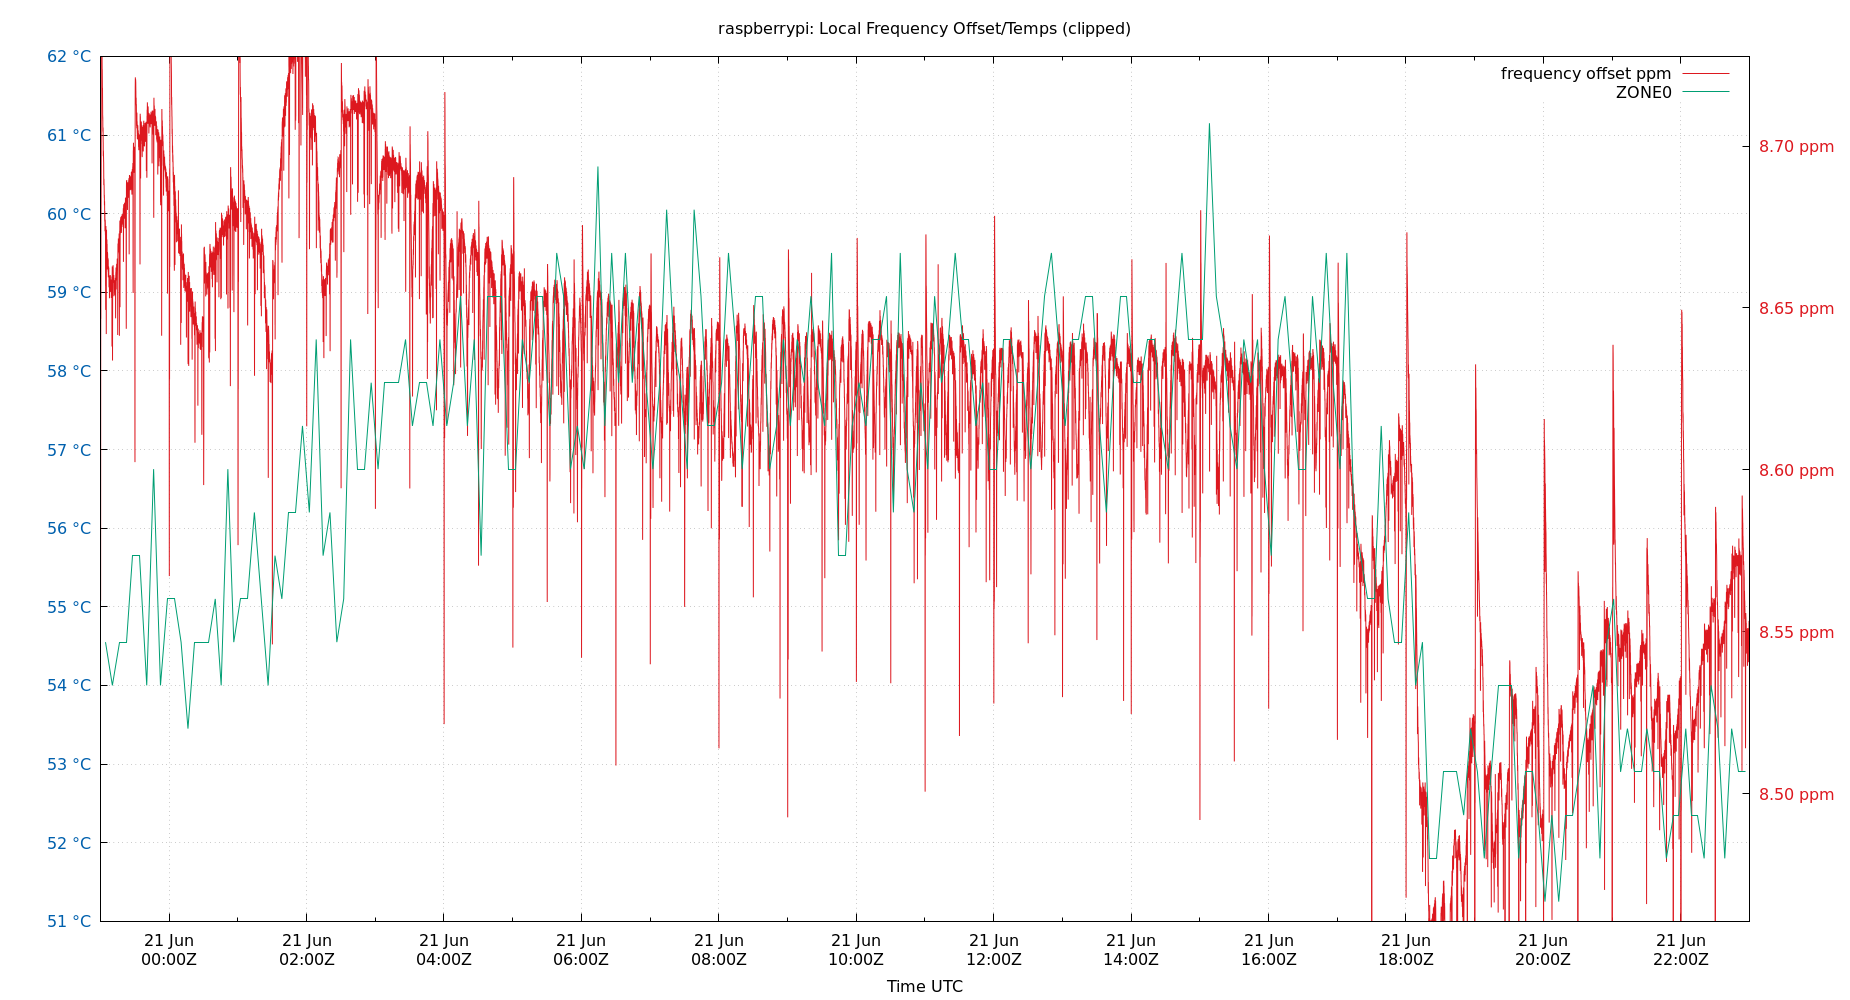 raspberrypi: Local Frequency Offset/Temps (clipped)
frequency offset ppm
ZONE0
62 °C
61 °C
60 °C
59 °C
58 °C
57 °C
56 °C
55 °C
54 °C
53 °C
52 °C
51 °C
8.70 ppm
8.65 ppm
8.60 ppm
8.55 ppm
8.50 ppm
21 Jun 21 Jun 21 Jun 21 Jun 21 Jun 21 Jun 21 Jun 21 Jun 21 Jun 21 Jun 21 Jun 21 Jun
00:00Z 02:00Z 04:00Z 06:00Z 08:00Z 10:00Z 12:00Z 14:00Z 16:00Z 18:00Z 20:00Z 22:00Z
Time UTC